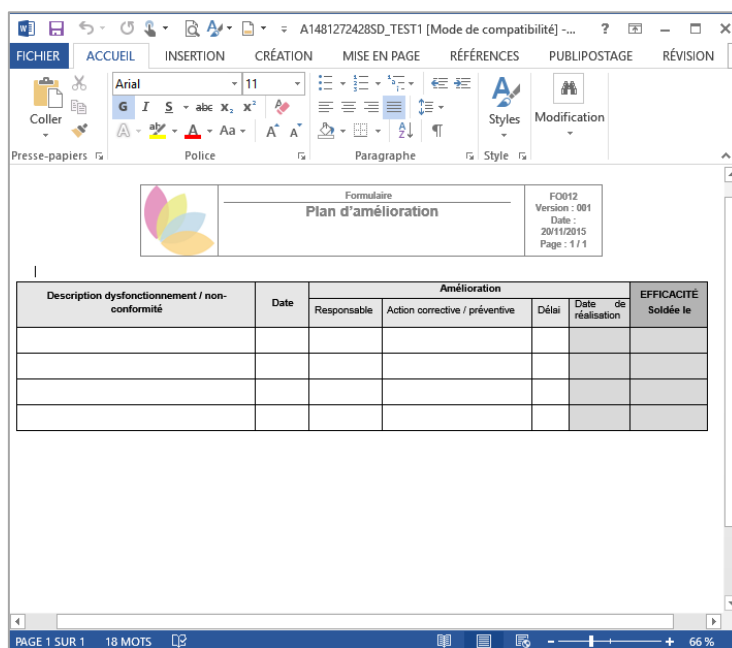 A1481272428SD_TEST1 [Mode de compatibilité] -...
FICHIER ACCUEIL INSERTION CRÉATION MISE EN PAGE RÉFÉRENCES PUBLIPOSTAGE RÉVISION
Arial 11
Coller
G I S abc X₂ X²
A aby A Aa A A
Styles Modification
Presse-papiers Police Paragraphe Style
Formulaire
Plan d'amélioration
FO012
Version : 001
Date :
20/11/2015
Page : 1 / 1
Description dysfonctionnement / non-
conformité
Date
Amélioration
Responsable Action corrective / préventive Délai Date de
réalisation
EFFICACITÉ
Soldée le
PAGE 1 SUR 1 18 MOTS 66 %